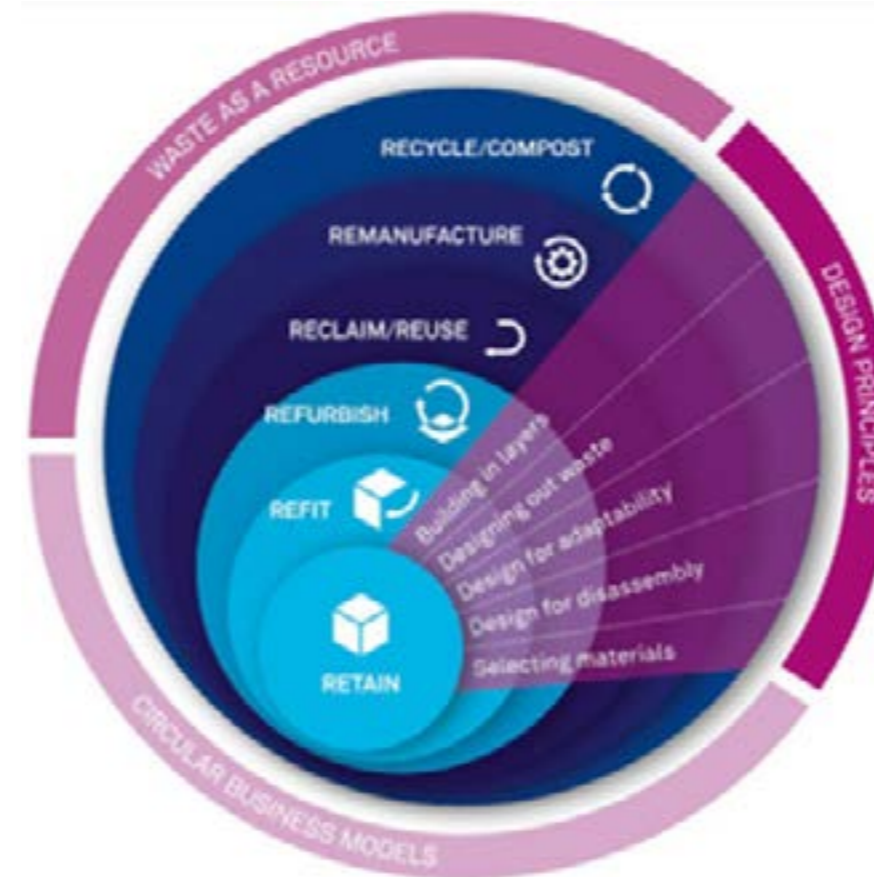 WASTE AS A RESOURCE
RECYCLE/COMPOST
REMANUFACTURE
RECLAIM/REUSE
REFURBISH
REFIT
RETAIN
Building in layers
Designing out waste
Design for adaptability
Design for disassembly
Selecting materials
DESIGN PRINCIPLES
CIRCULAR BUSINESS MODELS